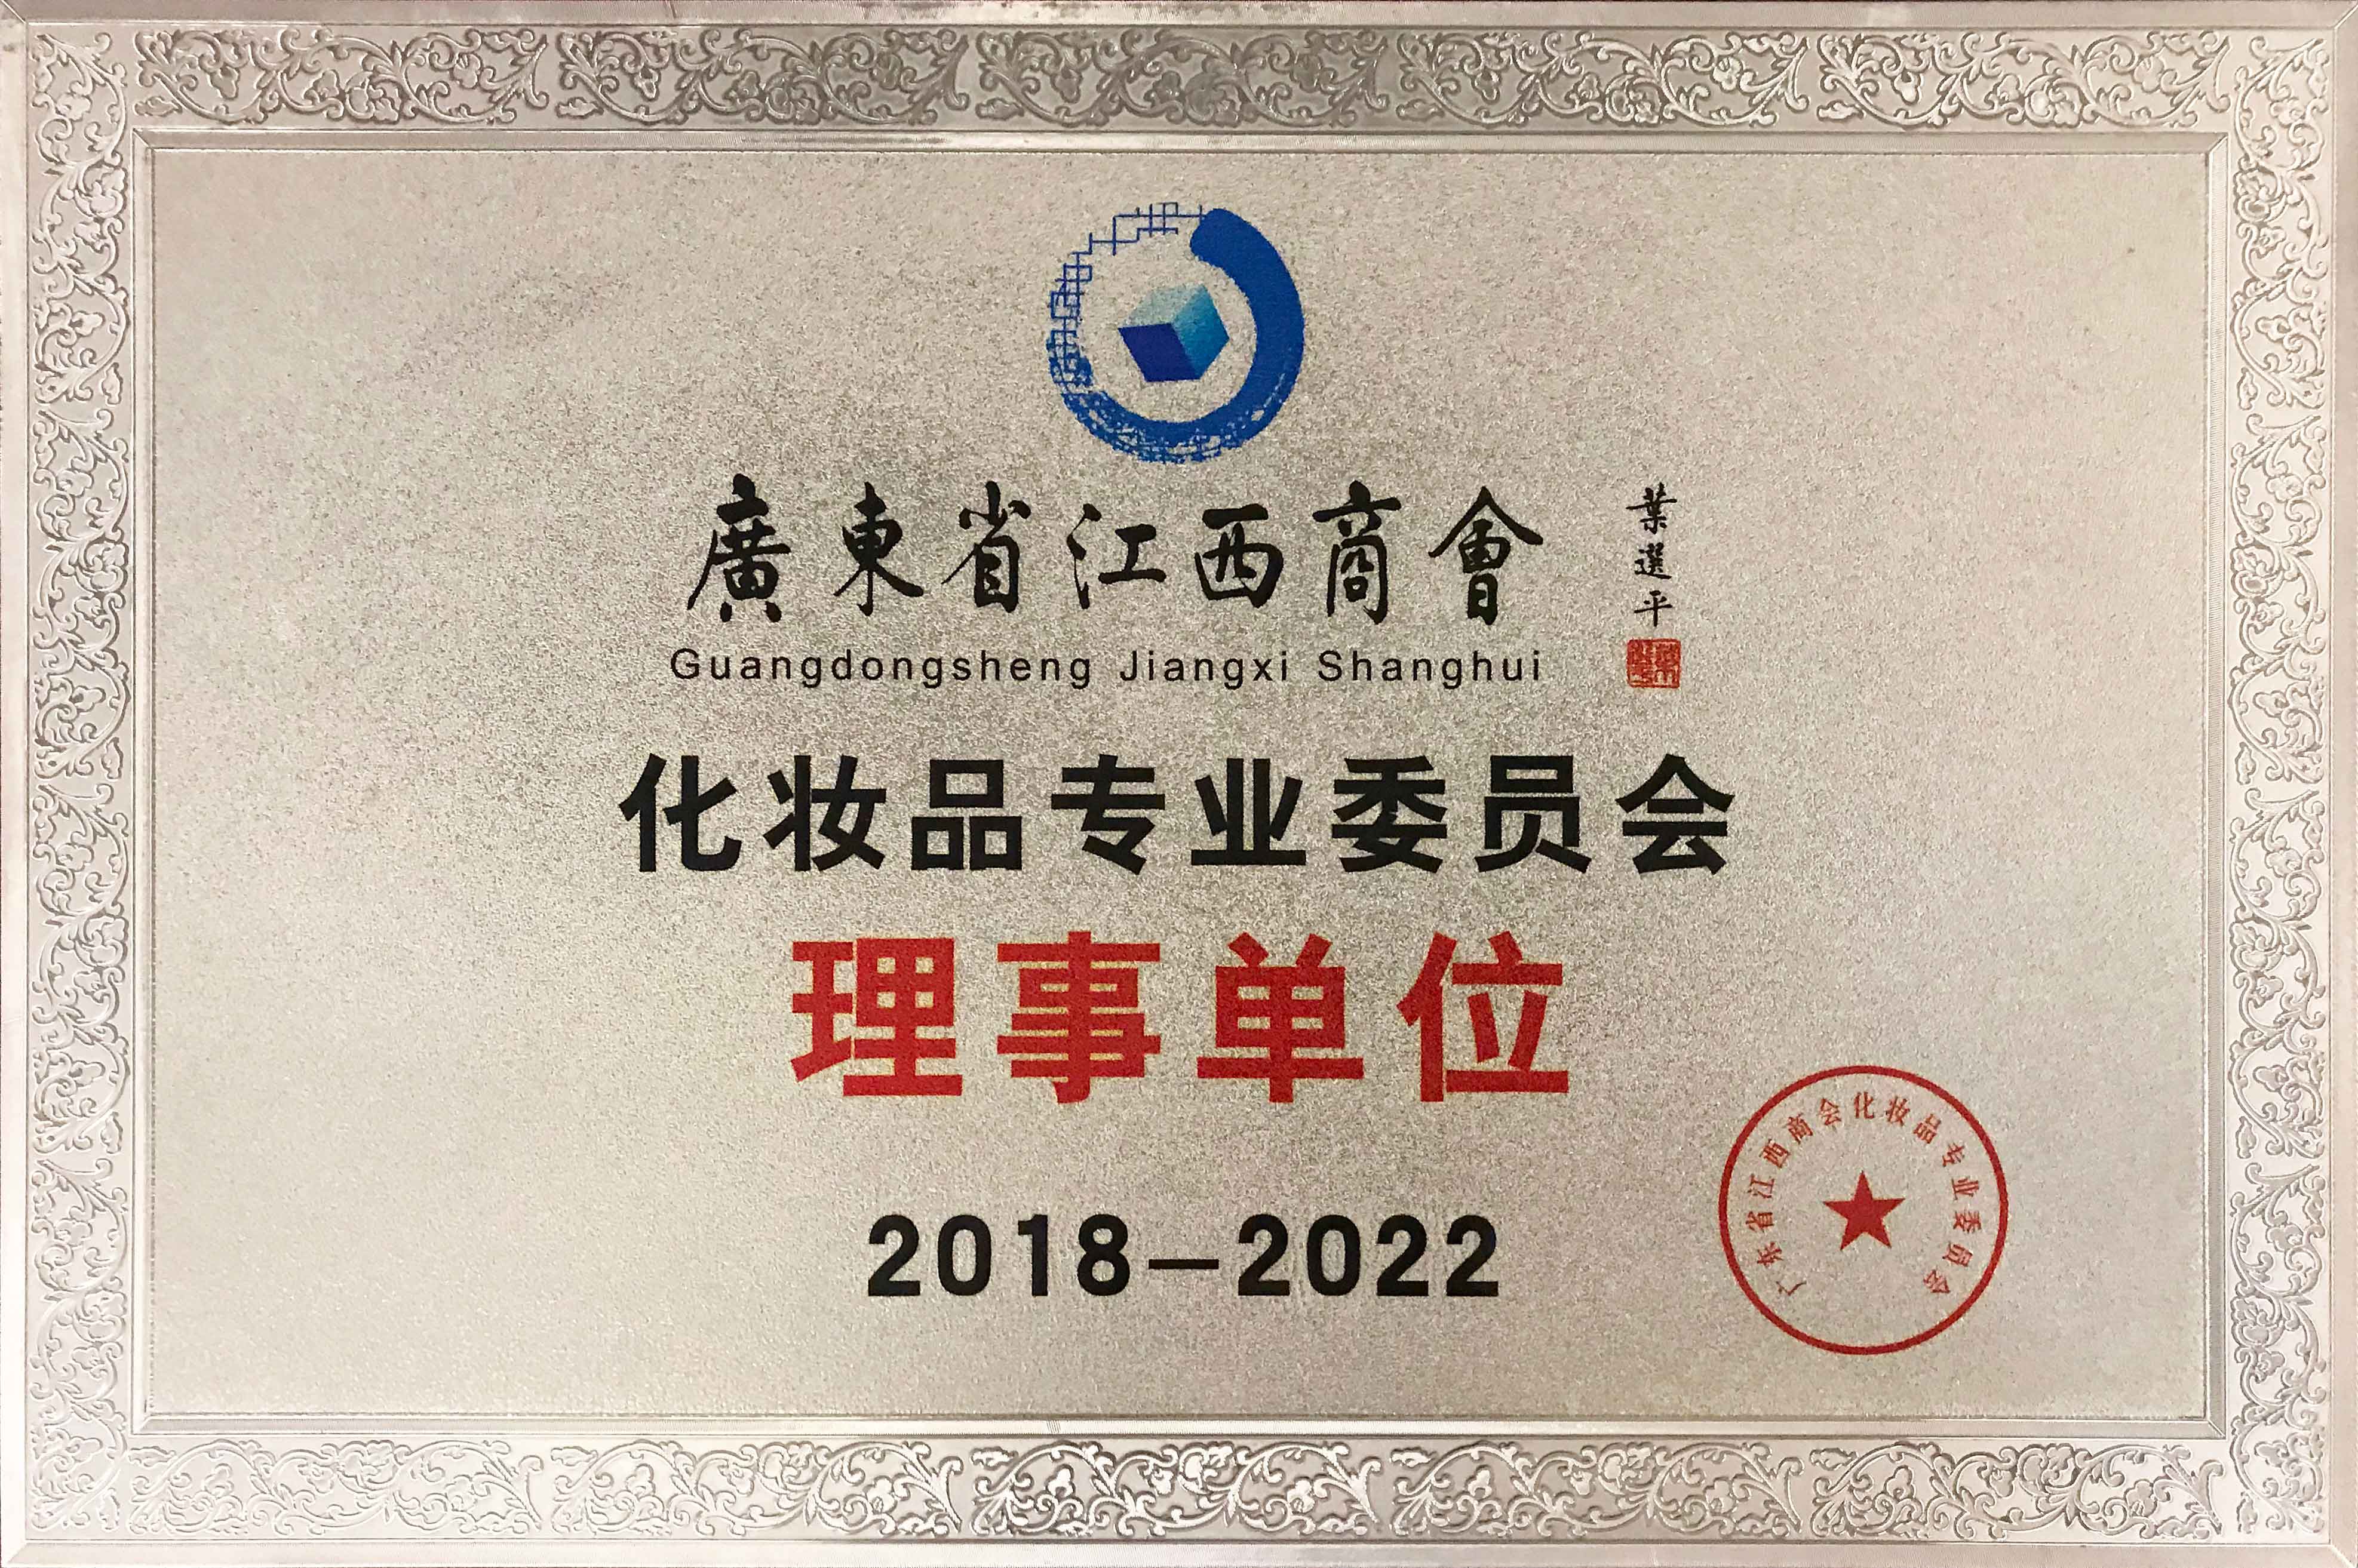 廣東省江西商會
葉選平
Guangdongsheng Jiangxi Shanghui
化妆品专业委员会
理事单位
2018－2022
广东省江西商会化妆品专业委员会